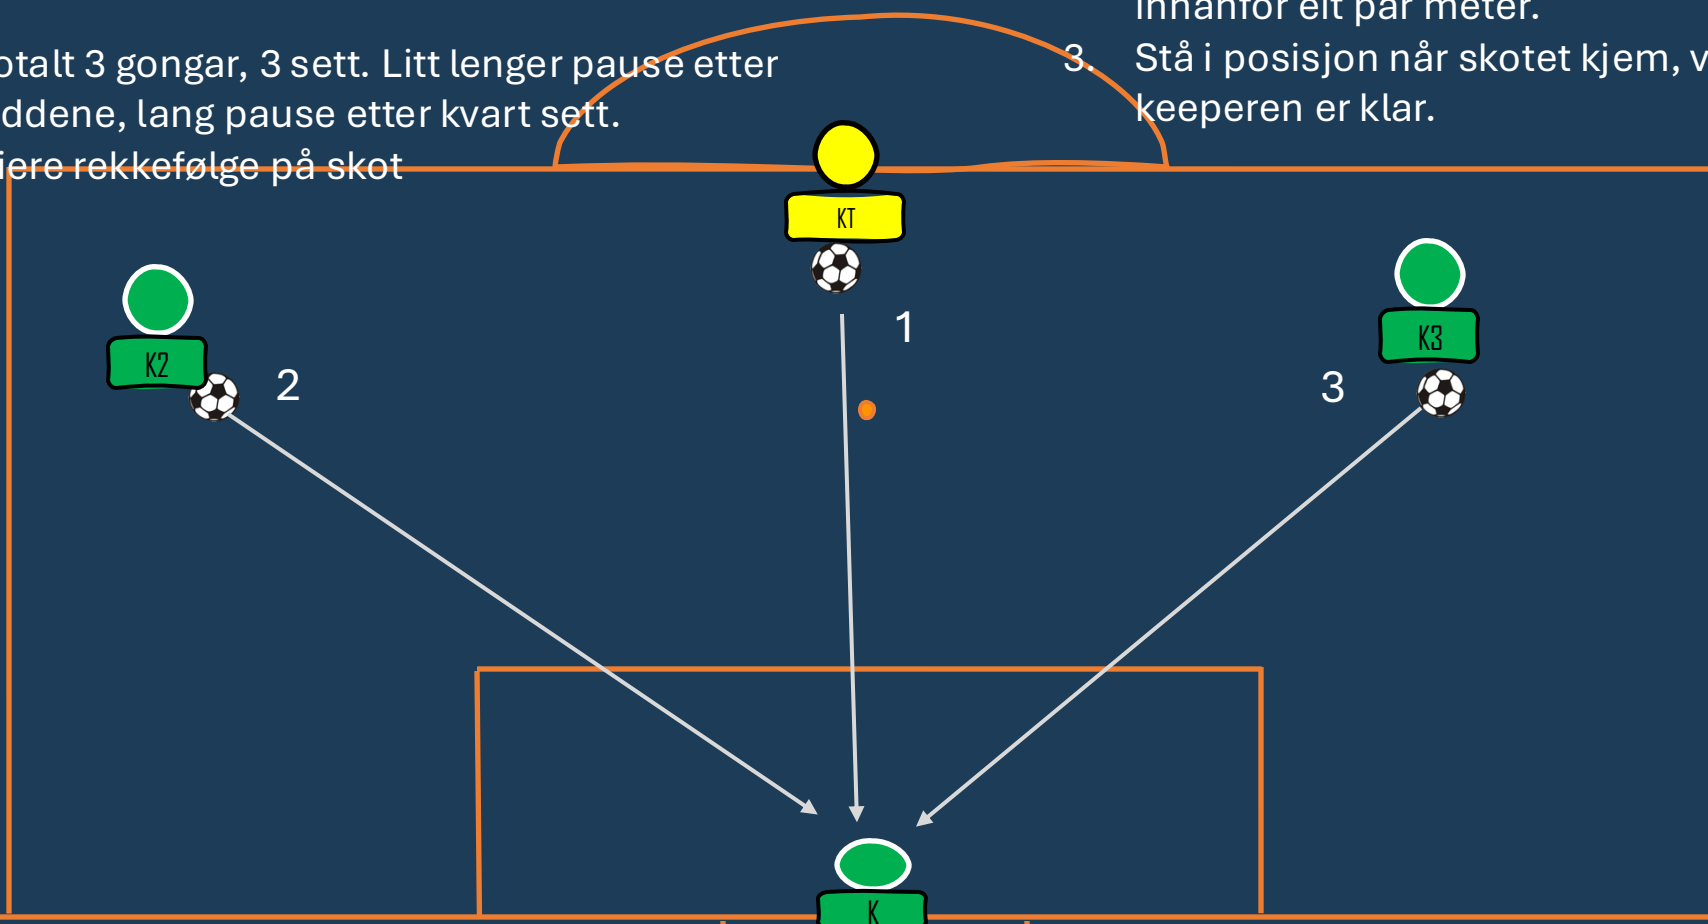 innanfor eit par meter.
otalt 3 gongar, 3 sett. Litt lenger pause etter
ddene, lang pause etter kvart sett.
iere rekkefølge på skot
3. Stå i posisjon når skotet kjem, v
keeperen er klar.
KT
1
K2
2
K3
3
K